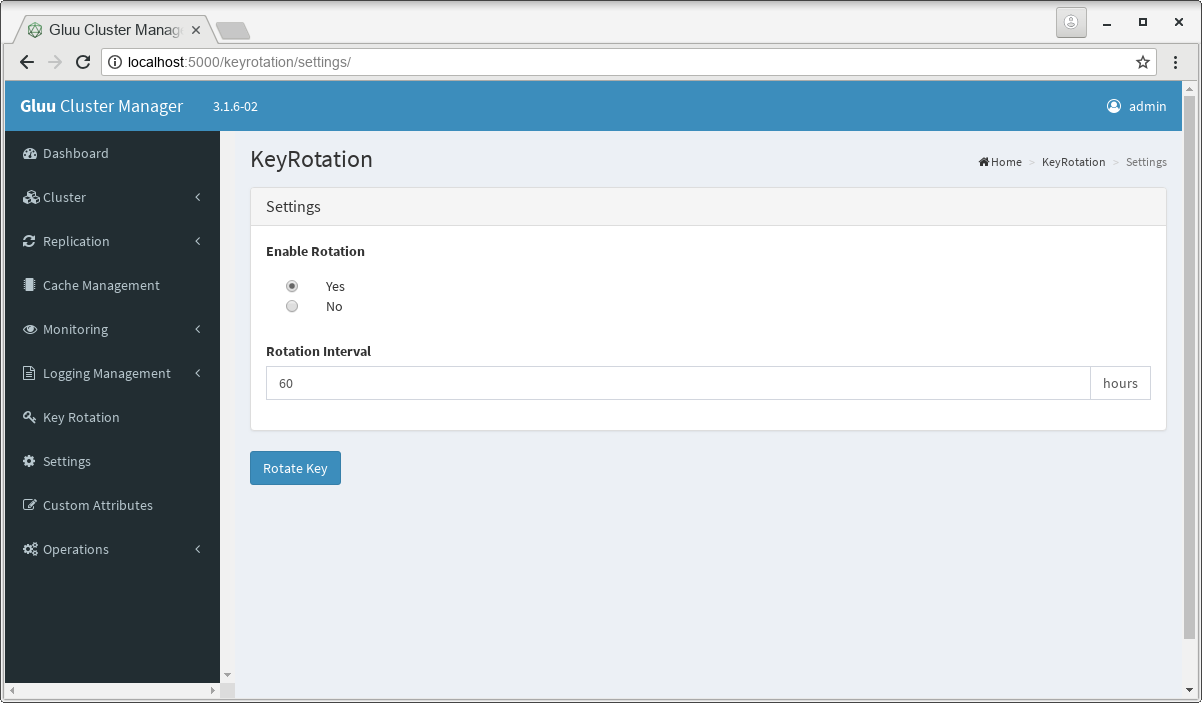 Gluu Cluster Manag
localhost:5000/keyrotation/settings/
Gluu Cluster Manager 3.1.6-02 admin
Dashboard
Cluster
Replication
Cache Management
Monitoring
Logging Management
Key Rotation
Settings
Custom Attributes
Operations
KeyRotation
Home > KeyRotation > Settings
Settings
Enable Rotation
Yes
No
Rotation Interval
60 hours
Rotate Key